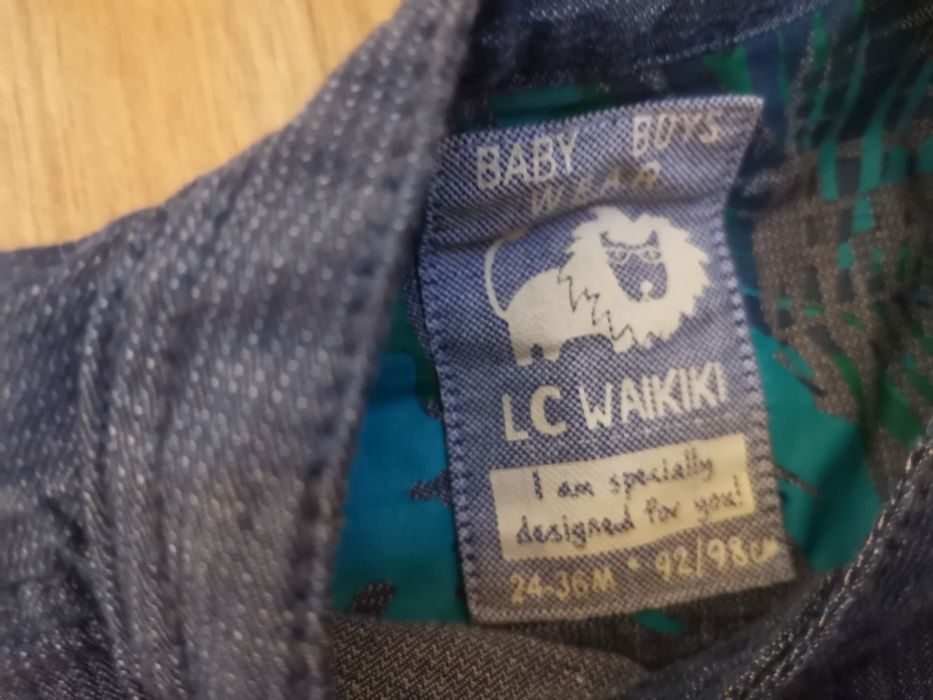 BABY BOYS
WEAR
LC WAIKIKI
I am specially
designed for you!
24-36M * 92/98cm